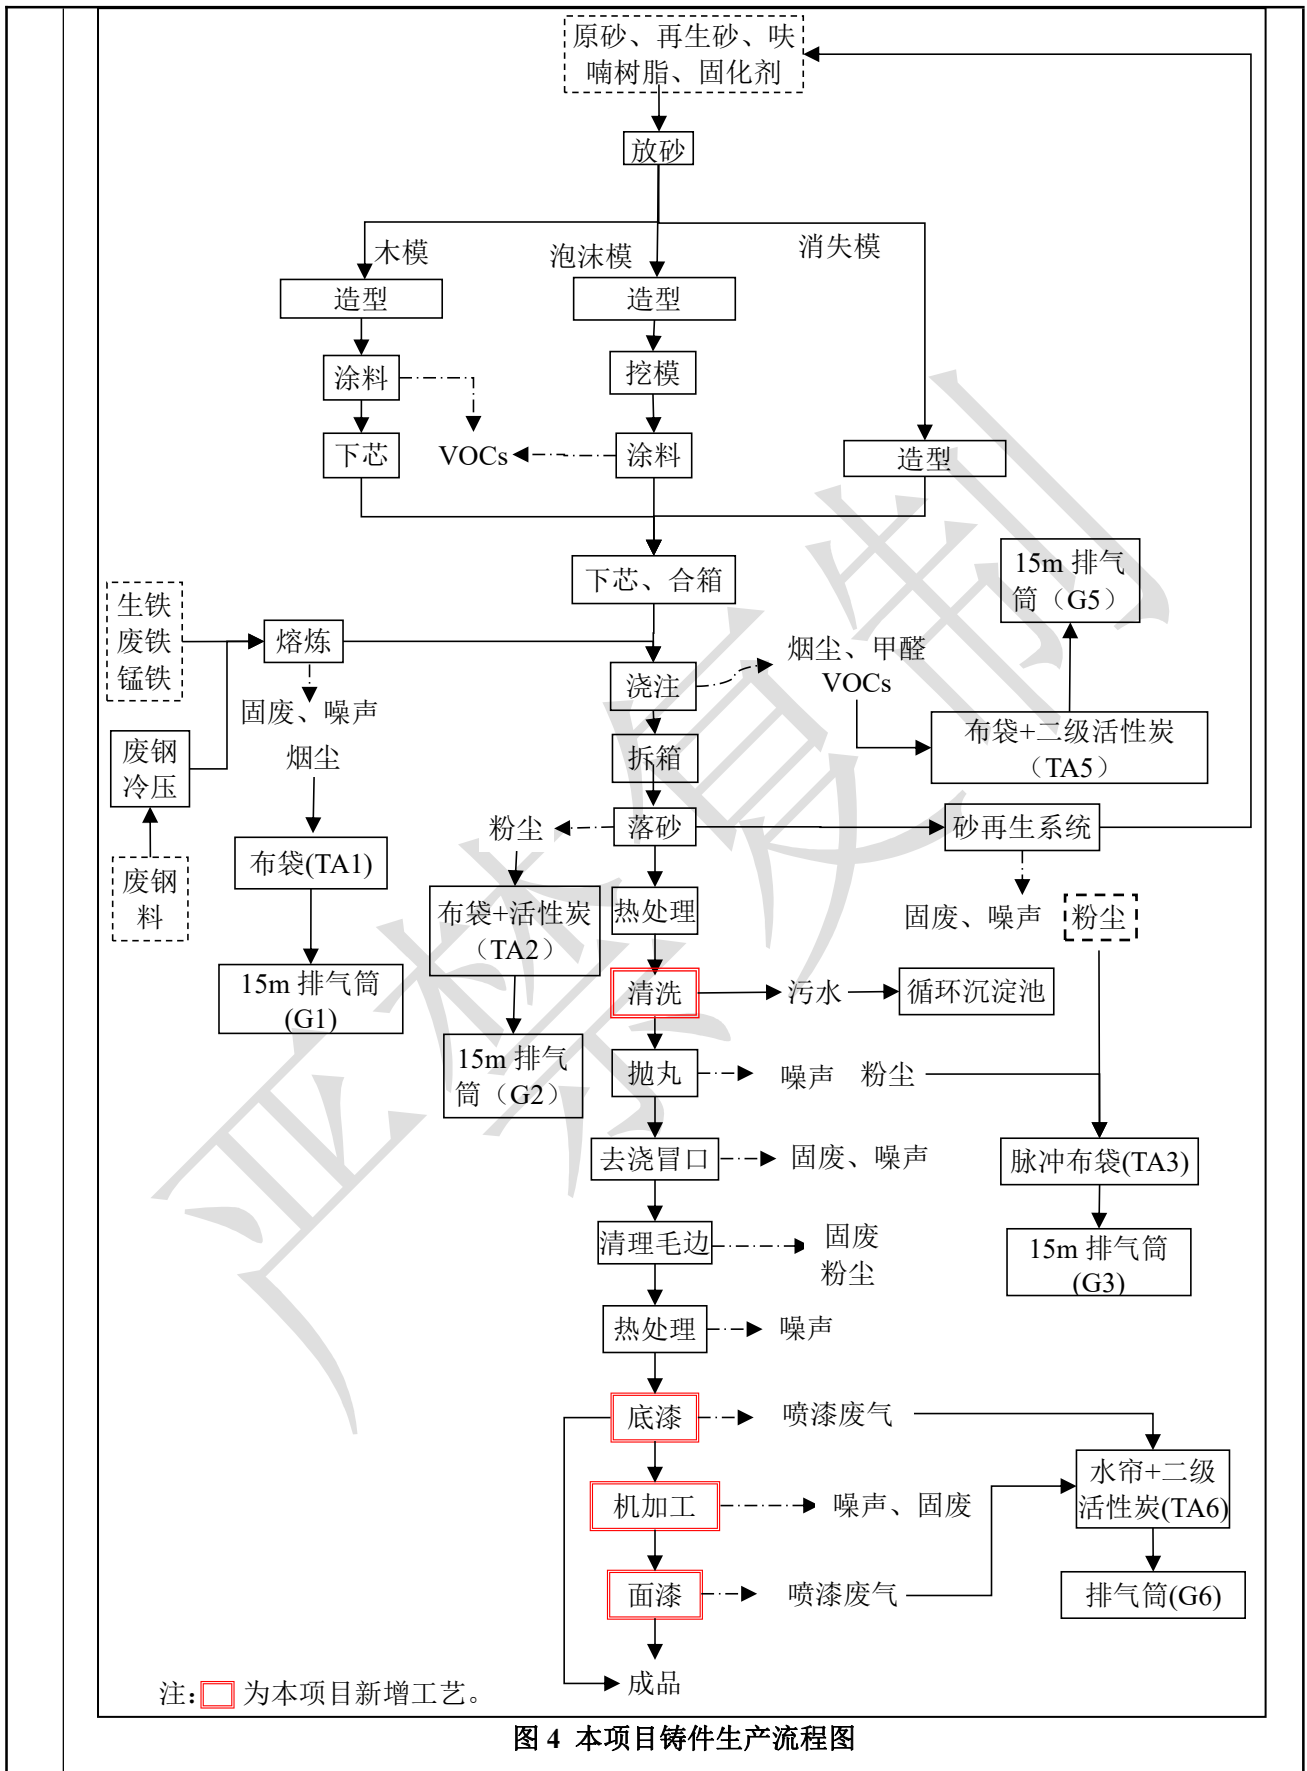 原砂、再生砂、呋
喃树脂、固化剂
放砂
木模
泡沫模
消失模
造型
造型
涂料
挖模
下芯
VOCs
涂料
造型
下芯、合箱
15m 排气
筒（G5）
生铁
废铁
锰铁
熔炼
烟尘、甲醛
VOCs
浇注
固废、噪声
烟尘
废钢
冷压
拆箱
布袋+二级活性炭
（TA5）
粉尘
落砂
砂再生系统
布袋(TA1)
废钢
料
布袋+活性炭
（TA2）
热处理
固废、噪声
粉尘
15m 排气筒
(G1)
清洗
污水
循环沉淀池
15m 排气
筒（G2）
抛丸
噪声
粉尘
去浇冒口
固废、噪声
脉冲布袋(TA3)
清理毛边
固废
粉尘
15m 排气筒
(G3)
热处理
噪声
底漆
喷漆废气
水帘+二级
活性炭(TA6)
机加工
噪声、固废
面漆
喷漆废气
排气筒(G6)
成品
注:
为本项目新增工艺。
图 4 本项目铸件生产流程图
严禁复制